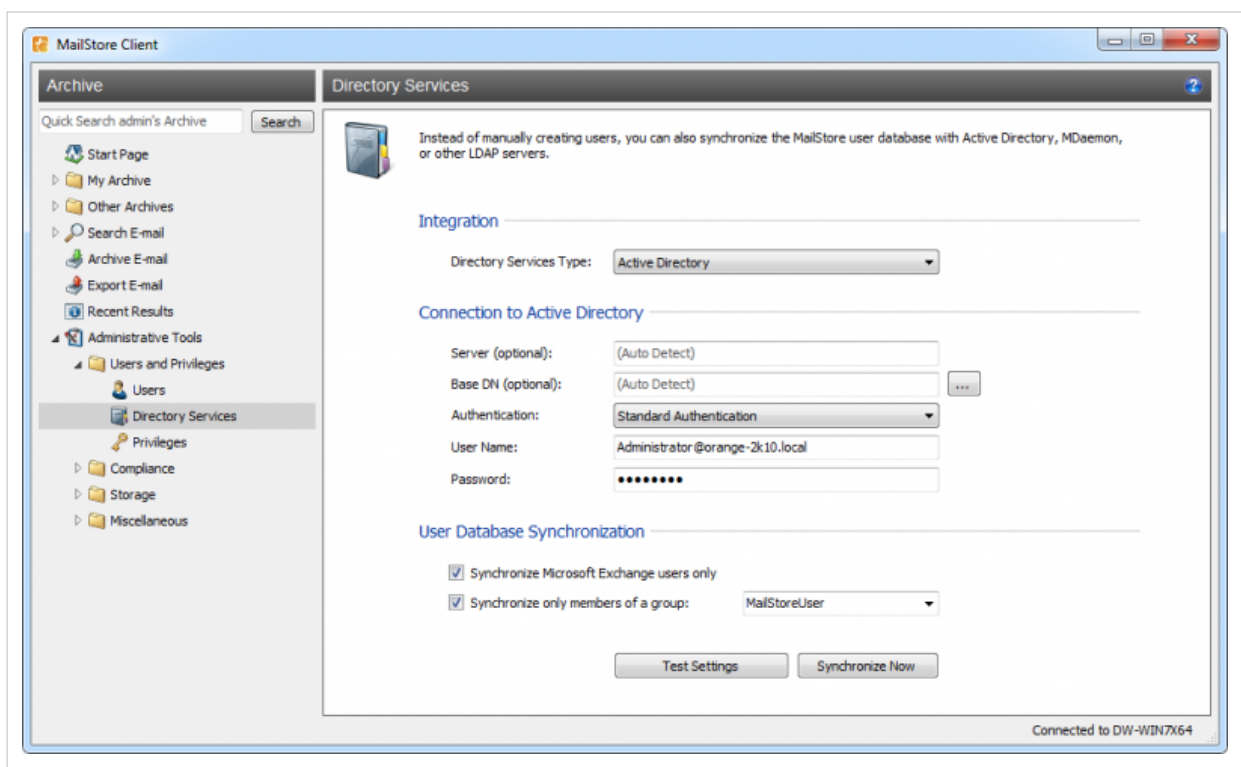 MailStore Client
Archive
Directory Services
Quick Search admin's Archive
Search
Start Page
My Archive
Other Archives
Search E-mail
Archive E-mail
Export E-mail
Recent Results
Administrative Tools
Users and Privileges
Users
Directory Services
Privileges
Compliance
Storage
Miscellaneous
Instead of manually creating users, you can also synchronize the MailStore user database with Active Directory, MDaemon,
or other LDAP servers.
Integration
Directory Services Type: Active Directory
Connection to Active Directory
Server (optional): (Auto Detect)
Base DN (optional): (Auto Detect) ...
Authentication: Standard Authentication
User Name: Administrator@orange-2k10.local
Password: ••••••••
User Database Synchronization
Synchronize Microsoft Exchange users only
Synchronize only members of a group: MailStoreUser
Test Settings Synchronize Now
Connected to DW-WIN7X64